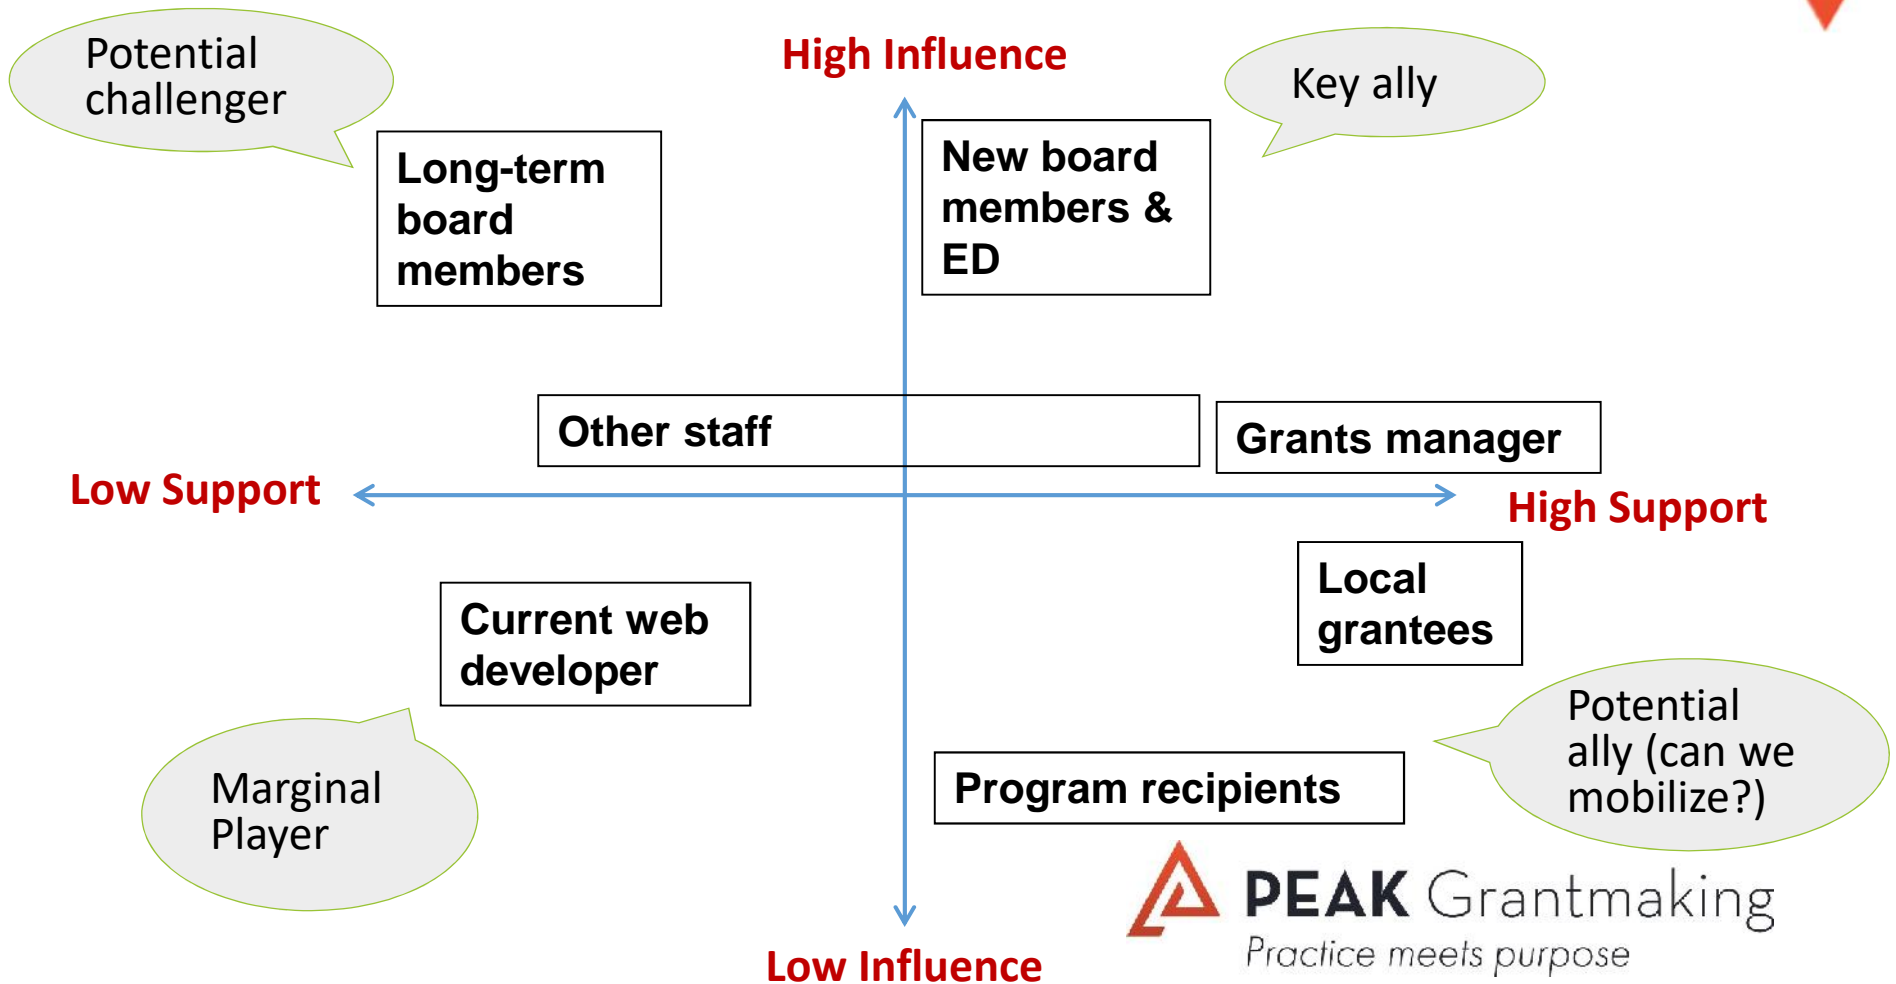 Potential
challenger
High Influence
Key ally
Long-term
board
members
New board
members &
ED
Other staff
Grants manager
Low Support
High Support
Local
grantees
Current web
developer
Potential
ally (can we
mobilize?)
Marginal
Player
Program recipients
PEAK Grantmaking
Practice meets purpose
Low Influence